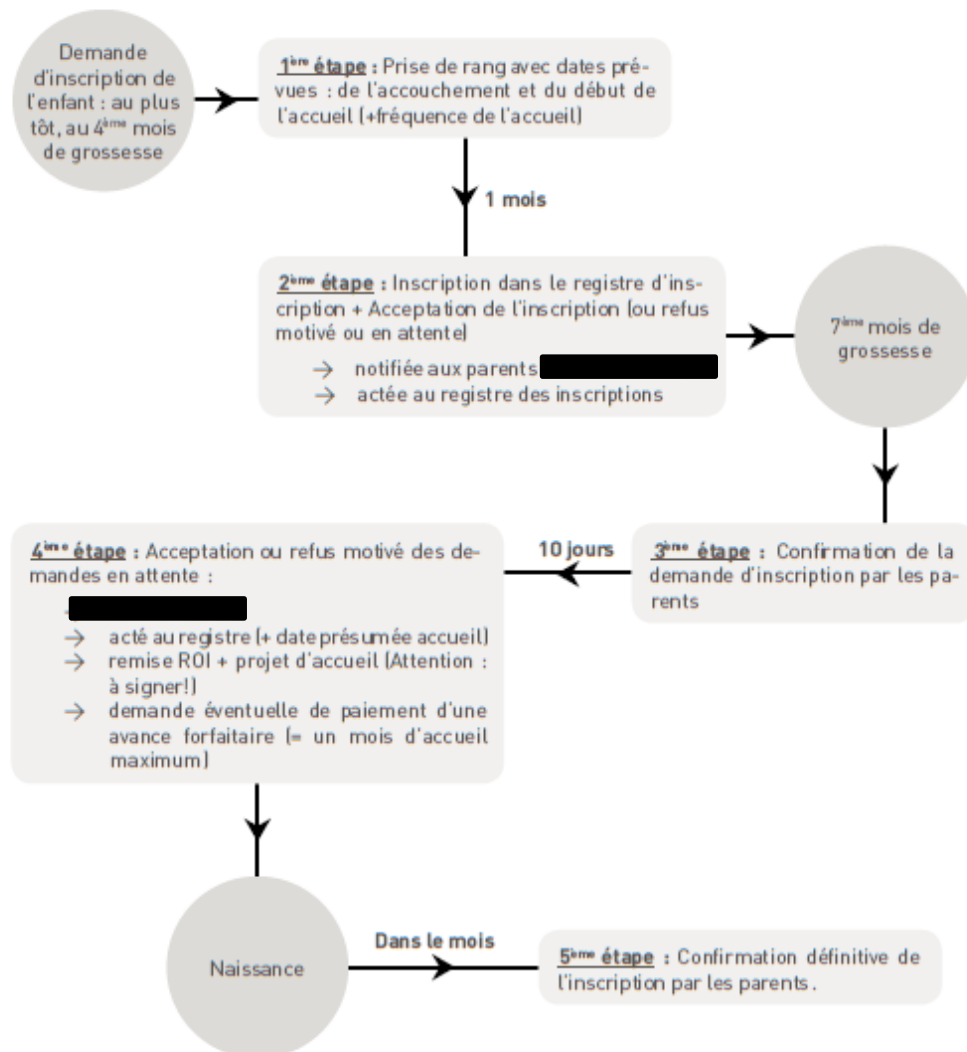 Demande
d'inscription de
l'enfant : au plus
tôt, au 4ème mois
de grossesse
1ère étape : Prise de rang avec dates pré-
vues : de l'accouchement et du début de
l'accueil (+fréquence de l'accueil)
1 mois
2ème étape : Inscription dans le registre d'ins-
cription + Acceptation de l'inscription (ou refus
motivé ou en attente)
→ notifiée aux parents
→ actée au registre des inscriptions
7ème mois de
grossesse
3ème étape : Confirmation de la
demande d'inscription par les pa-
rents
10 jours
4ème étape : Acceptation ou refus motivé des de-
mandes en attente :
→ acté au registre (+ date présumée accueil)
→ remise ROI + projet d'accueil (Attention :
à signer!)
→ demande éventuelle de paiement d'une
avance forfaitaire (= un mois d'accueil
maximum)
Naissance
Dans le mois
5ème étape : Confirmation définitive de
l'inscription par les parents.